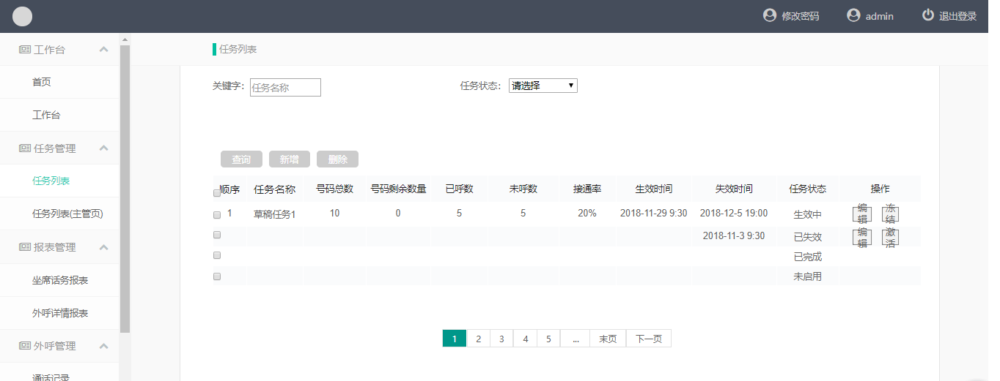 修改密码 admin 退出登录
工作台
首页
工作台
任务管理
任务列表
任务列表(主管页)
报表管理
坐席话务报表
外呼详情报表
外呼管理
通话记录
任务列表
关键字: 任务名称 任务状态: 请选择
查询 新增 删除
顺序 任务名称 号码总数 号码剩余数量 已呼数 未呼数 接通率 生效时间 失效时间 任务状态 操作
1 草稿任务1 10 0 5 5 20% 2018-11-29 9:30 2018-12-5 19:00 生效中 编辑 冻结
2018-11-3 9:30 已失效 编辑 激活
已完成
未启用
1 2 3 4 5 ... 末页 下一页